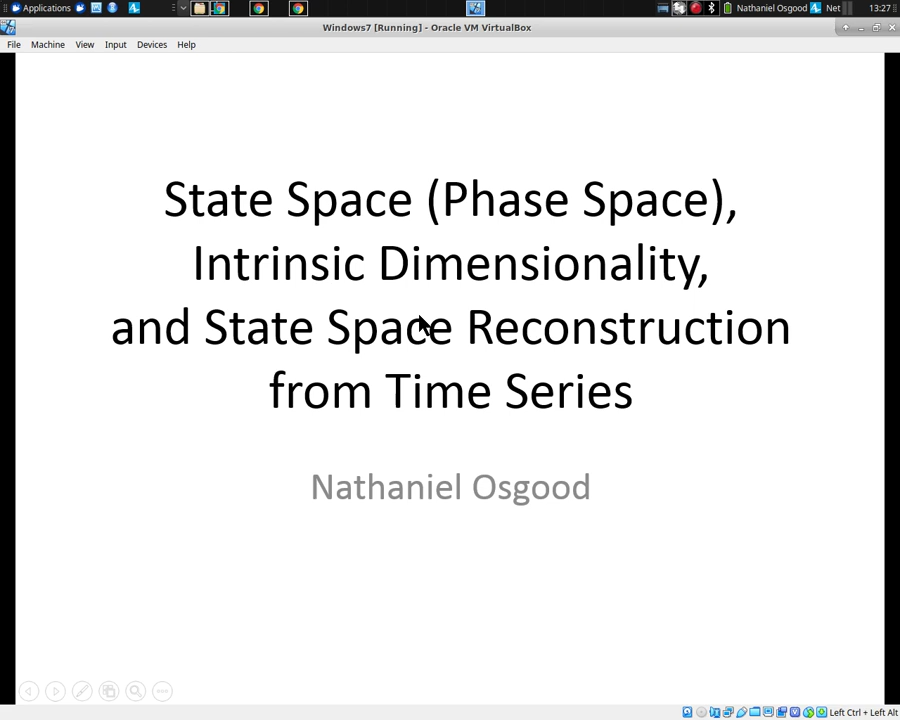 Applications
Nathaniel Osgood
Net
13:27
Windows7 [Running] - Oracle VM VirtualBox
File Machine View Input Devices Help
State Space (Phase Space),
Intrinsic Dimensionality,
and State Space Reconstruction
from Time Series
Nathaniel Osgood
Left Ctrl + Left Alt